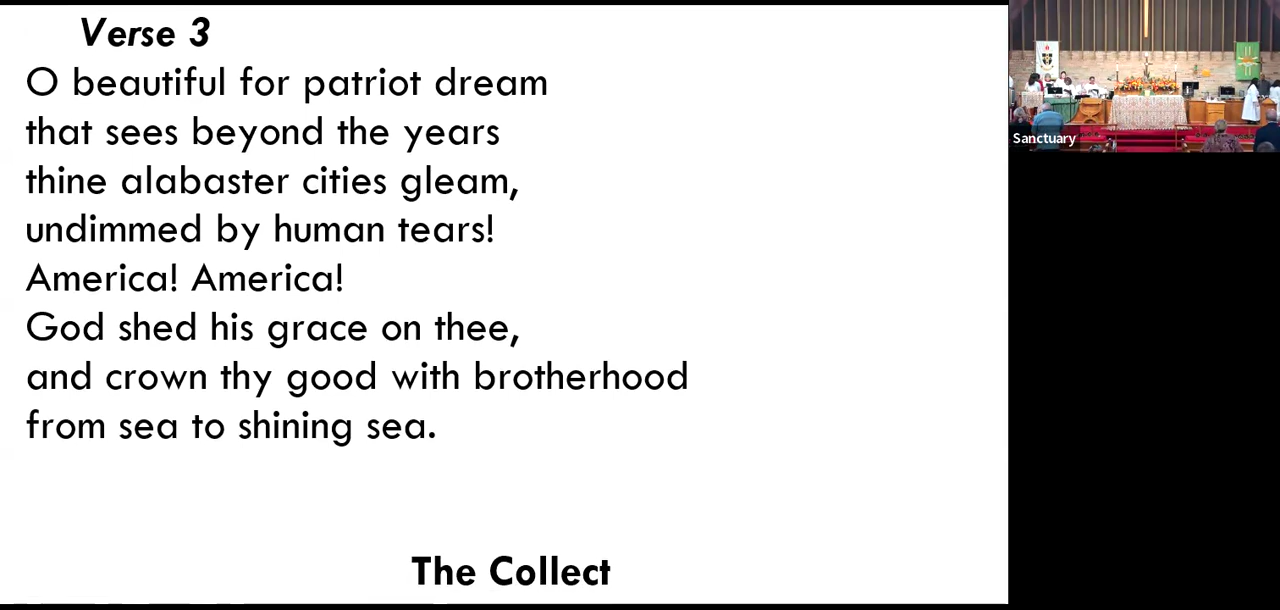 Verse 3
O beautiful for patriot dream
that sees beyond the years
thine alabaster cities gleam,
undimmed by human tears!
America! America!
God shed his grace on thee,
and crown thy good with brotherhood
from sea to shining sea.
The Collect
Sanctuary